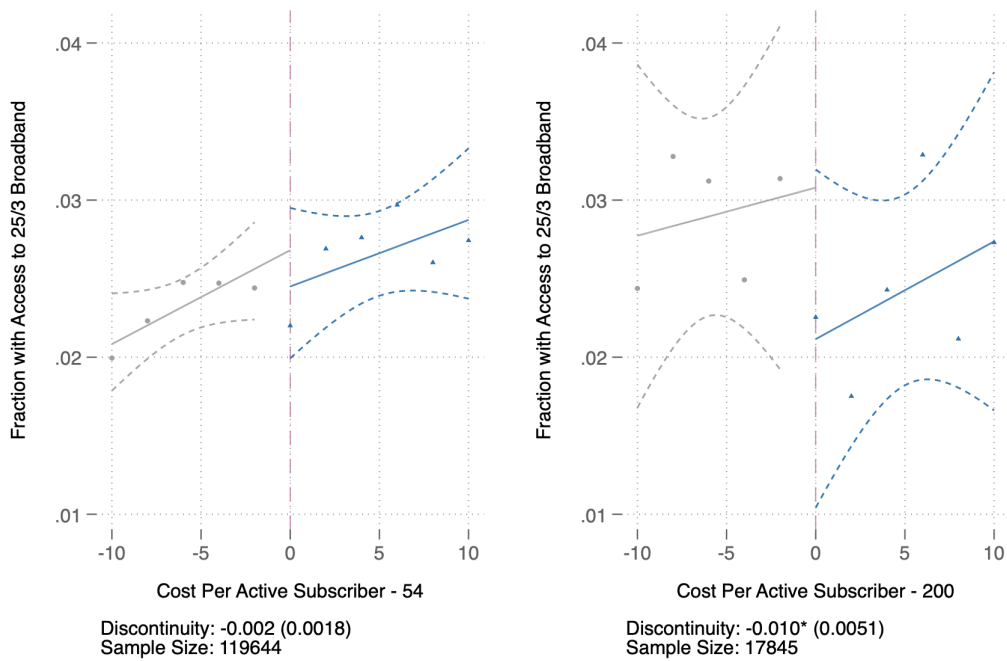 Fraction with Access to 25/3 Broadband
.04
.03
.02
.01
-10
-5
0
5
10
Cost Per Active Subscriber - 54
Discontinuity: -0.002 (0.0018)
Sample Size: 119644
Fraction with Access to 25/3 Broadband
.04
.03
.02
.01
-10
-5
0
5
10
Cost Per Active Subscriber - 200
Discontinuity: -0.010* (0.0051)
Sample Size: 17845